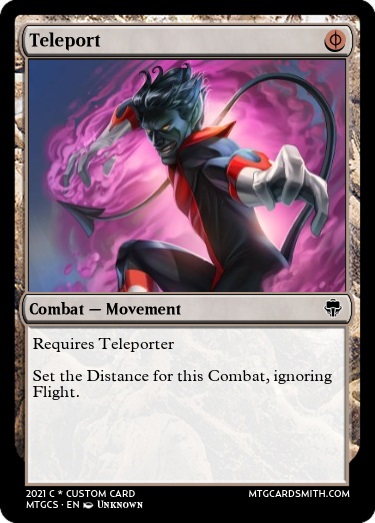 Teleport
Combat — Movement
Requires Teleporter
Set the Distance for this Combat, ignoring
Flight.
2021 C * CUSTOM CARD
MTGCARDSMITH.COM
MTGCS · EN Unknown